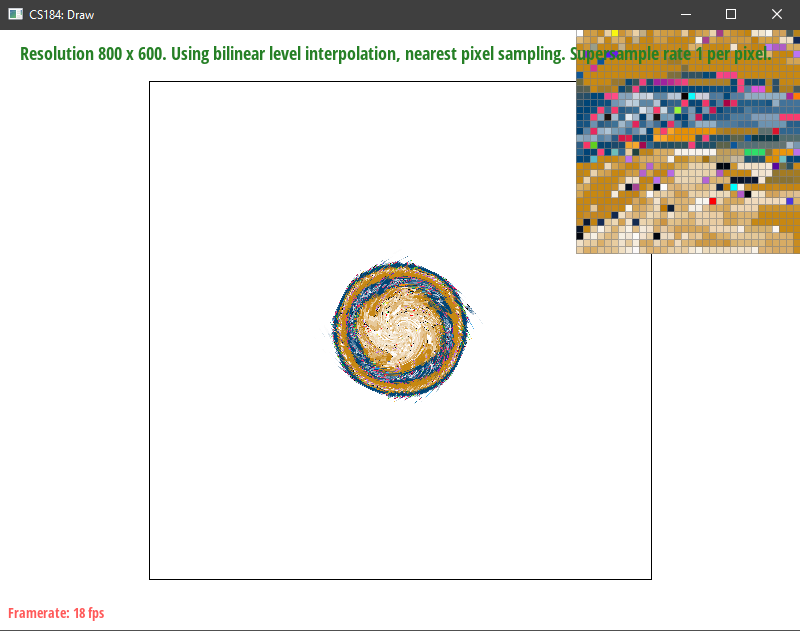 CS184: Draw
Resolution 800 x 600. Using bilinear level interpolation, nearest pixel sampling. Supersample rate 1 per pixel.
Framerate: 18 fps